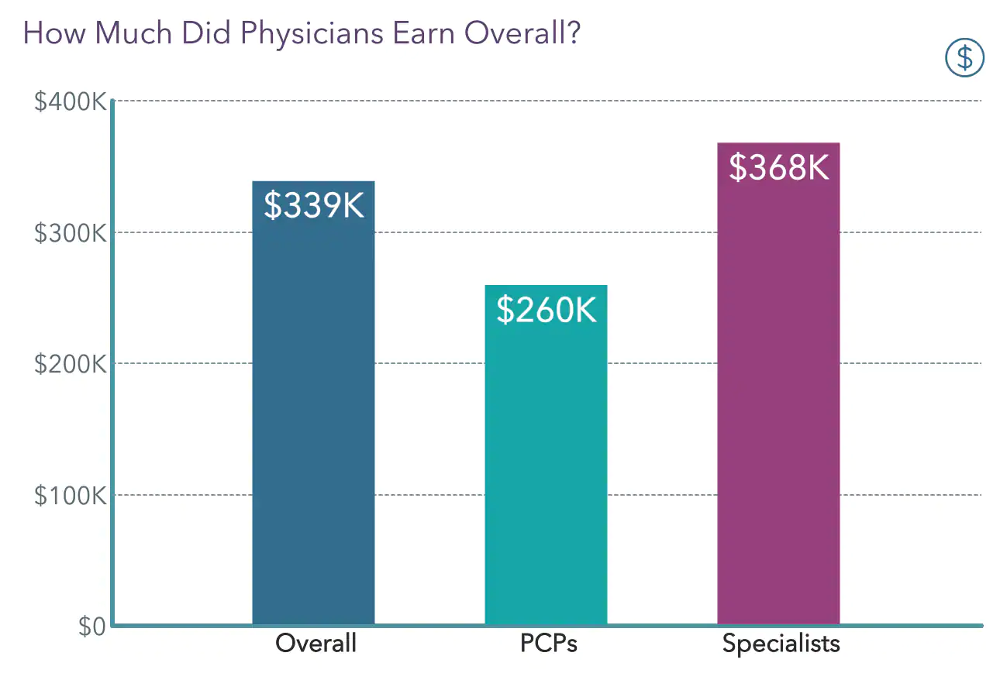 How Much Did Physicians Earn Overall?
$
$400K
$339K
$368K
$300K
$260K
$200K
$100K
$0
Overall
PCPs
Specialists